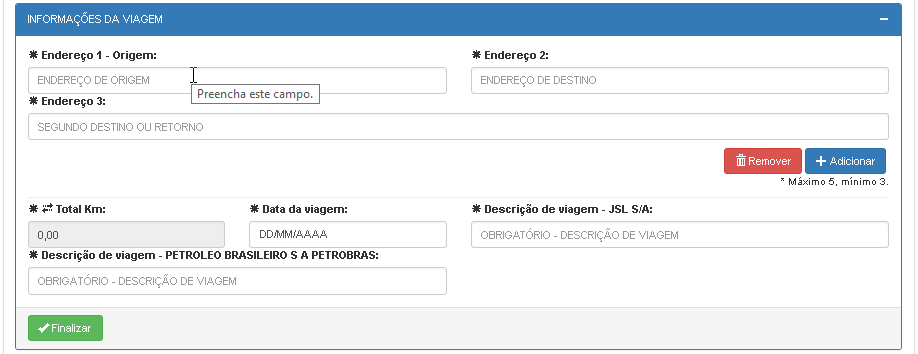 INFORMAÇÕES DA VIAGEM
✱ Endereço 1 - Origem:
✱ Endereço 2:
ENDEREÇO DE ORIGEM
ENDEREÇO DE DESTINO
Preencha este campo.
✱ Endereço 3:
SEGUNDO DESTINO OU RETORNO
Remover
+ Adicionar
* Máximo 5, mínimo 3.
✱ ⇄ Total Km:
✱ Data da viagem:
✱ Descrição de viagem - JSL S/A:
0,00
DD/MM/AAAA
OBRIGATÓRIO - DESCRIÇÃO DE VIAGEM
✱ Descrição de viagem - PETROLEO BRASILEIRO S A PETROBRAS:
OBRIGATÓRIO - DESCRIÇÃO DE VIAGEM
✔Finalizar